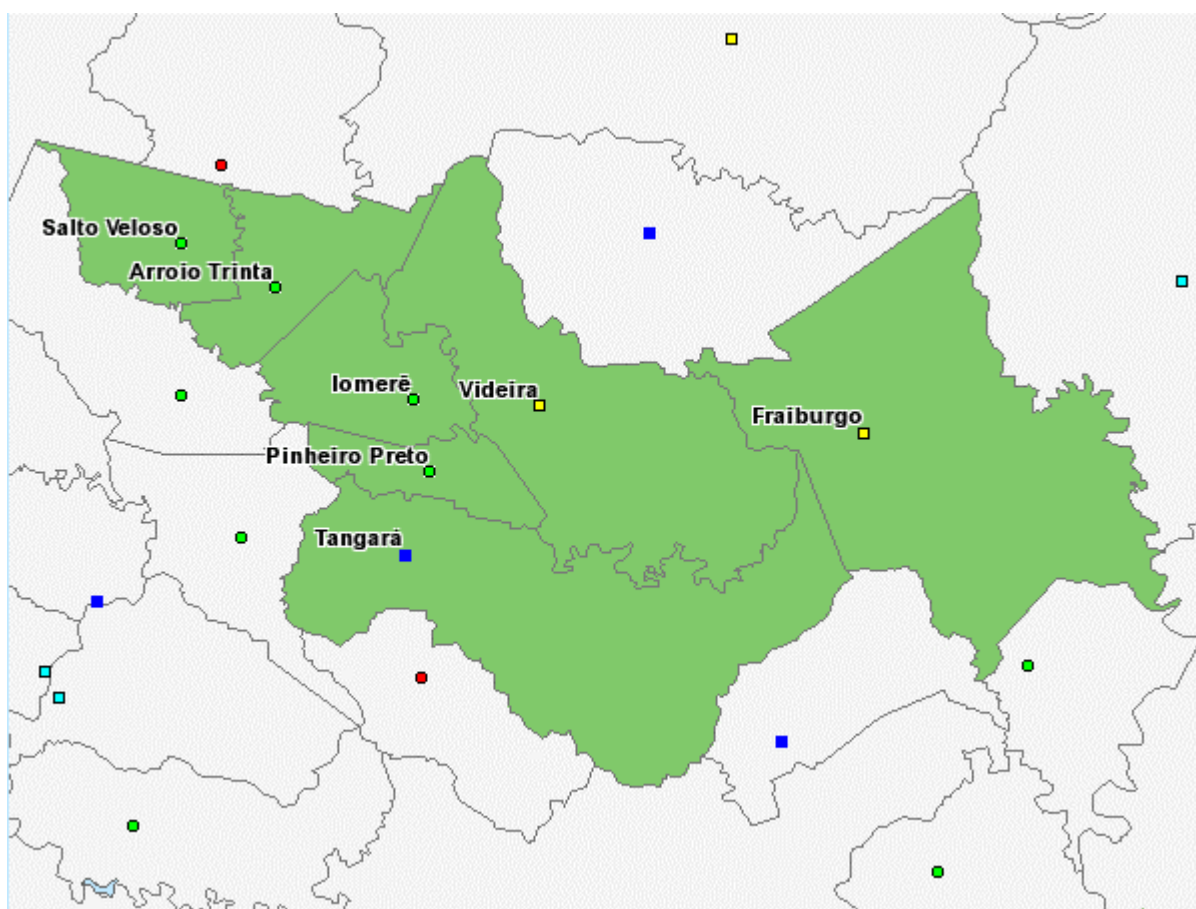 Salto Veloso
Arroio Trinta
Iomerê
Videira
Fraiburgo
Pinheiro Preto
Tangará